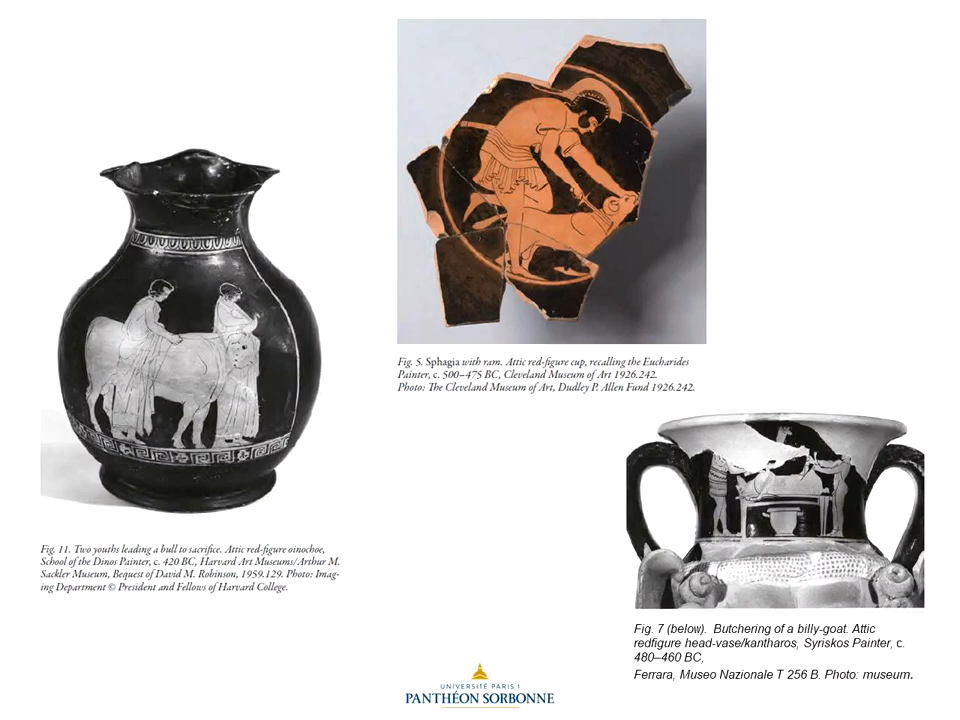 Fig. 5. Sphagia with ram. Attic red-figure cup, recalling the Eucharides
Painter, c. 500–475 BC, Cleveland Museum of Art 1926.242.
Photo: The Cleveland Museum of Art, Dudley P. Allen Fund 1926.242.
Fig. 11. Two youths leading a bull to sacrifice. Attic red-figure oinochoe,
School of the Dinos Painter, c. 420 BC, Harvard Art Museums/Arthur M.
Sackler Museum, Bequest of David M. Robinson, 1959.129. Photo: Imag-
ing Department © President and Fellows of Harvard College.
Fig. 7 (below). Butchering of a billy-goat. Attic
redfigure head-vase/kantharos, Syriskos Painter, c.
480–460 BC,
Ferrara, Museo Nazionale T 256 B. Photo: museum.
UNIVERSITÉ PARIS 1
PANTHÉON SORBONNE